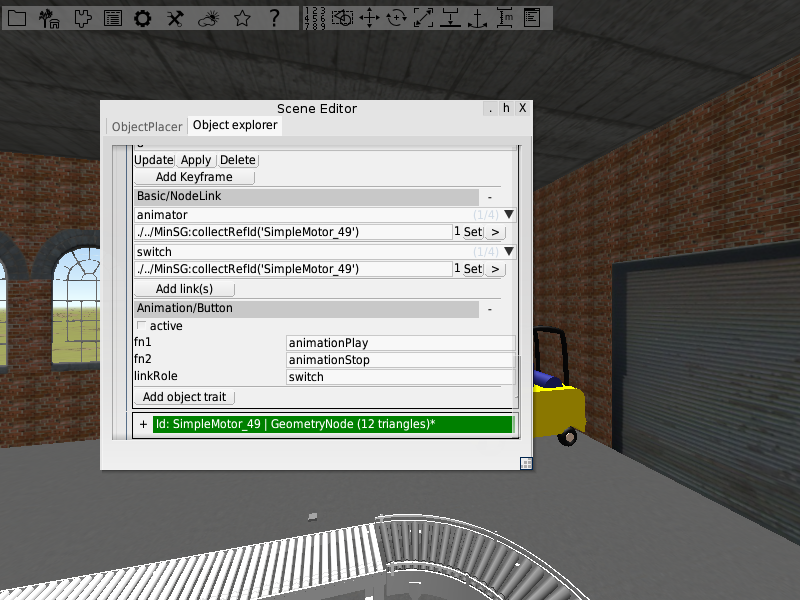 1 2 3
4 5 6
7 8 9
?
m
Scene Editor
. h X
ObjectPlacer Object explorer
Update Apply Delete
Add Keyframe
Basic/NodeLink -
animator (1/4) ▼
./../MinSG:collectRefId('SimpleMotor_49') 1 Set >
switch (1/4) ▼
./../MinSG:collectRefId('SimpleMotor_49') 1 Set >
Add link(s)
Animation/Button -
active
fn1 animationPlay
fn2 animationStop
linkRole switch
Add object trait
+ Id: SimpleMotor_49 | GeometryNode (12 triangles)*